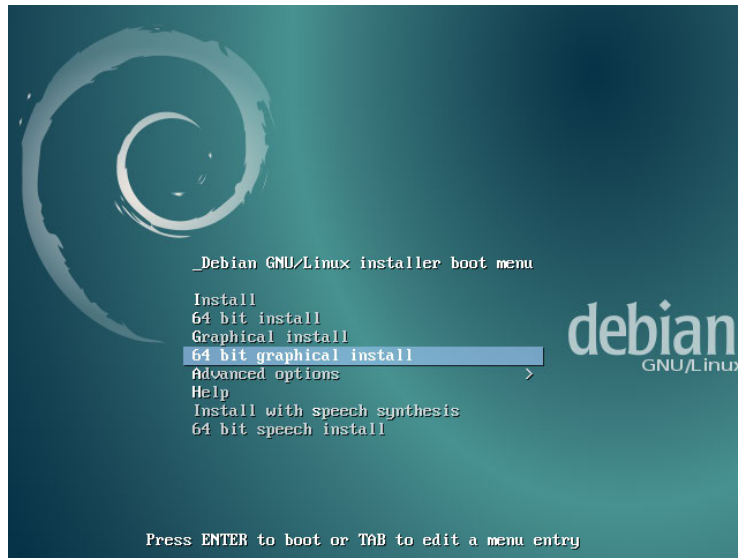 _Debian GNU/Linux installer boot menu
Install
64 bit install
Graphical install
64 bit graphical install
Advanced options >
Help
Install with speech synthesis
64 bit speech install
debian
GNU/Linux
Press ENTER to boot or TAB to edit a menu entry